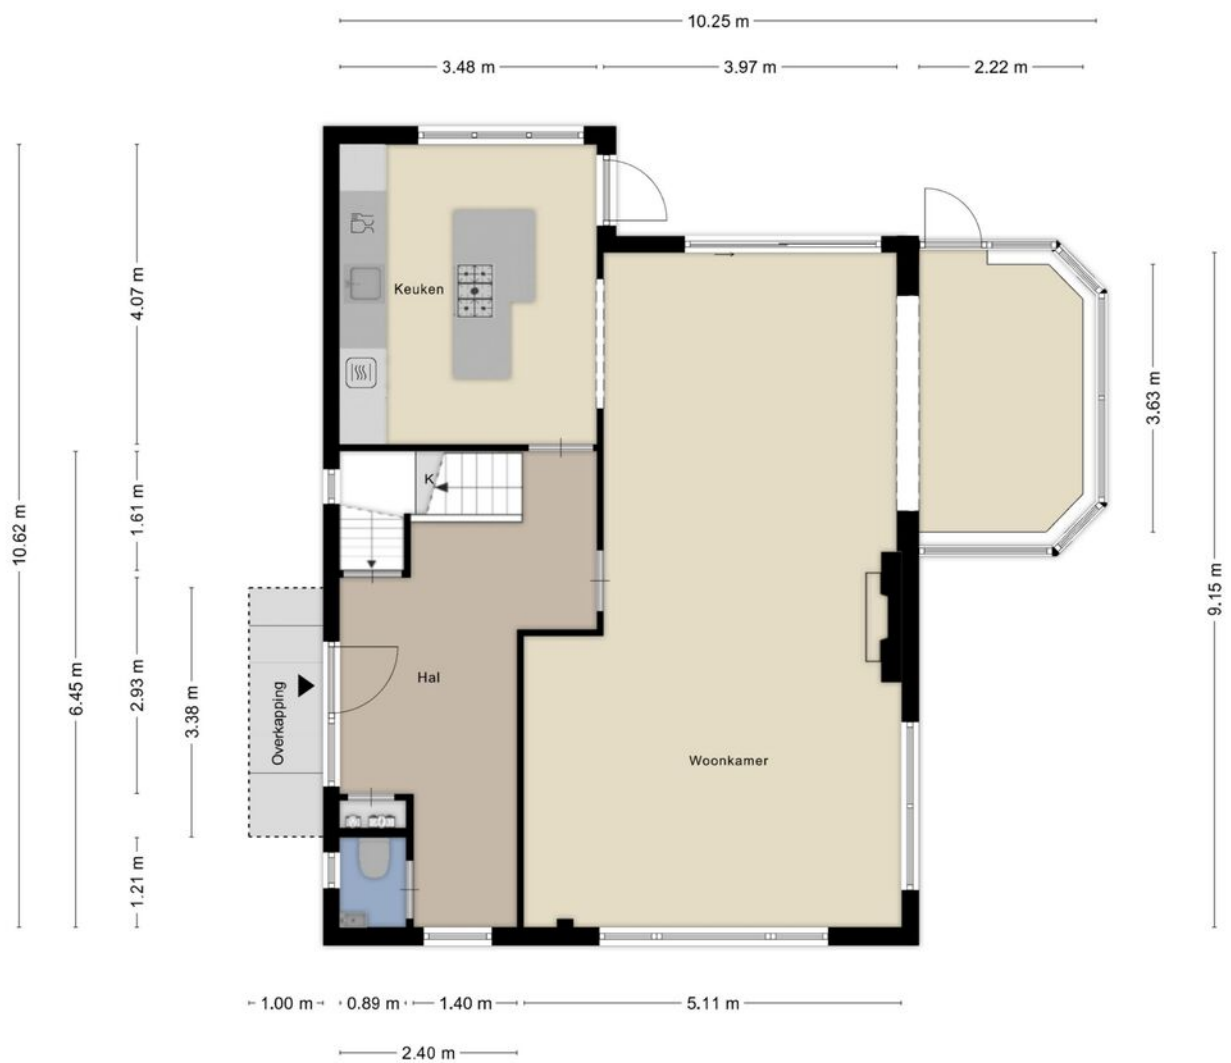 10.25 m
3.48 m
3.97 m
2.22 m
Keuken
4.07 m
3.63 m
K
1.61 m
10.62 m
9.15 m
6.45 m
2.93 m
3.38 m
Overkapping
Hal
Woonkamer
1.21 m
1.00 m
0.89 m
1.40 m
5.11 m
2.40 m